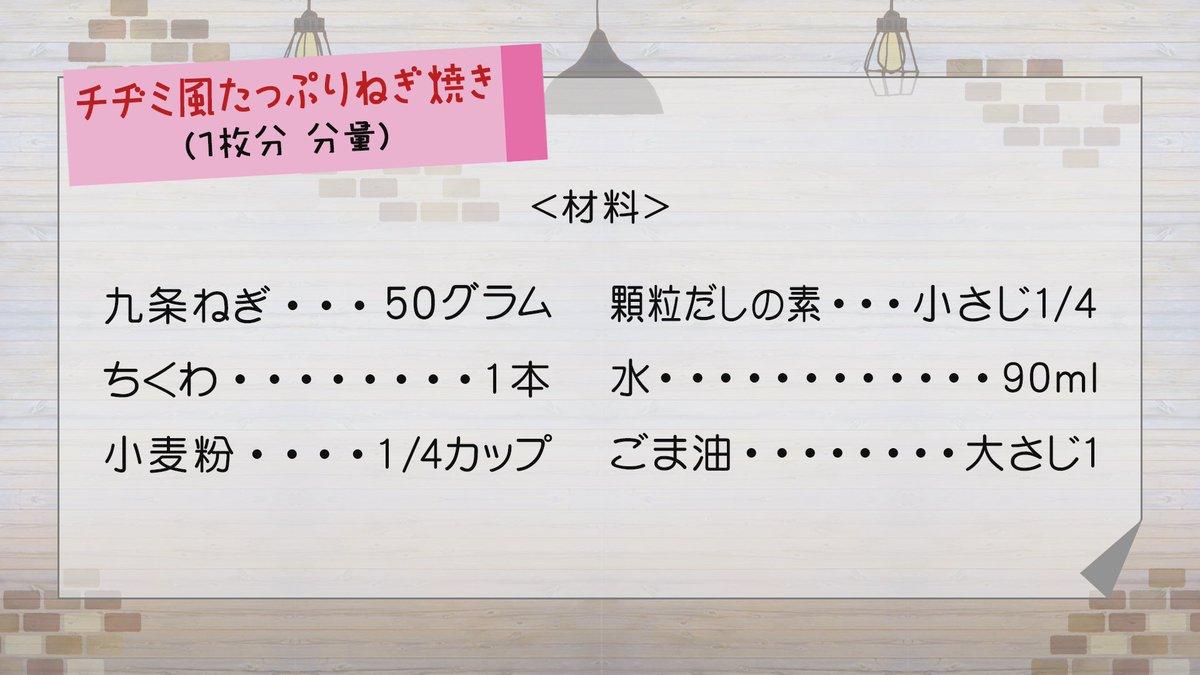 チヂミ風たっぷりねぎ焼き
(1枚分 分量)
＜材料＞
九条ねぎ・・・50グラム
ちくわ・・・・・・・・1本
小麦粉・・・・1/4カップ
顆粒だしの素・・・小さじ1/4
水・・・・・・・・・・・・・90ml
ごま油・・・・・・・・大さじ1